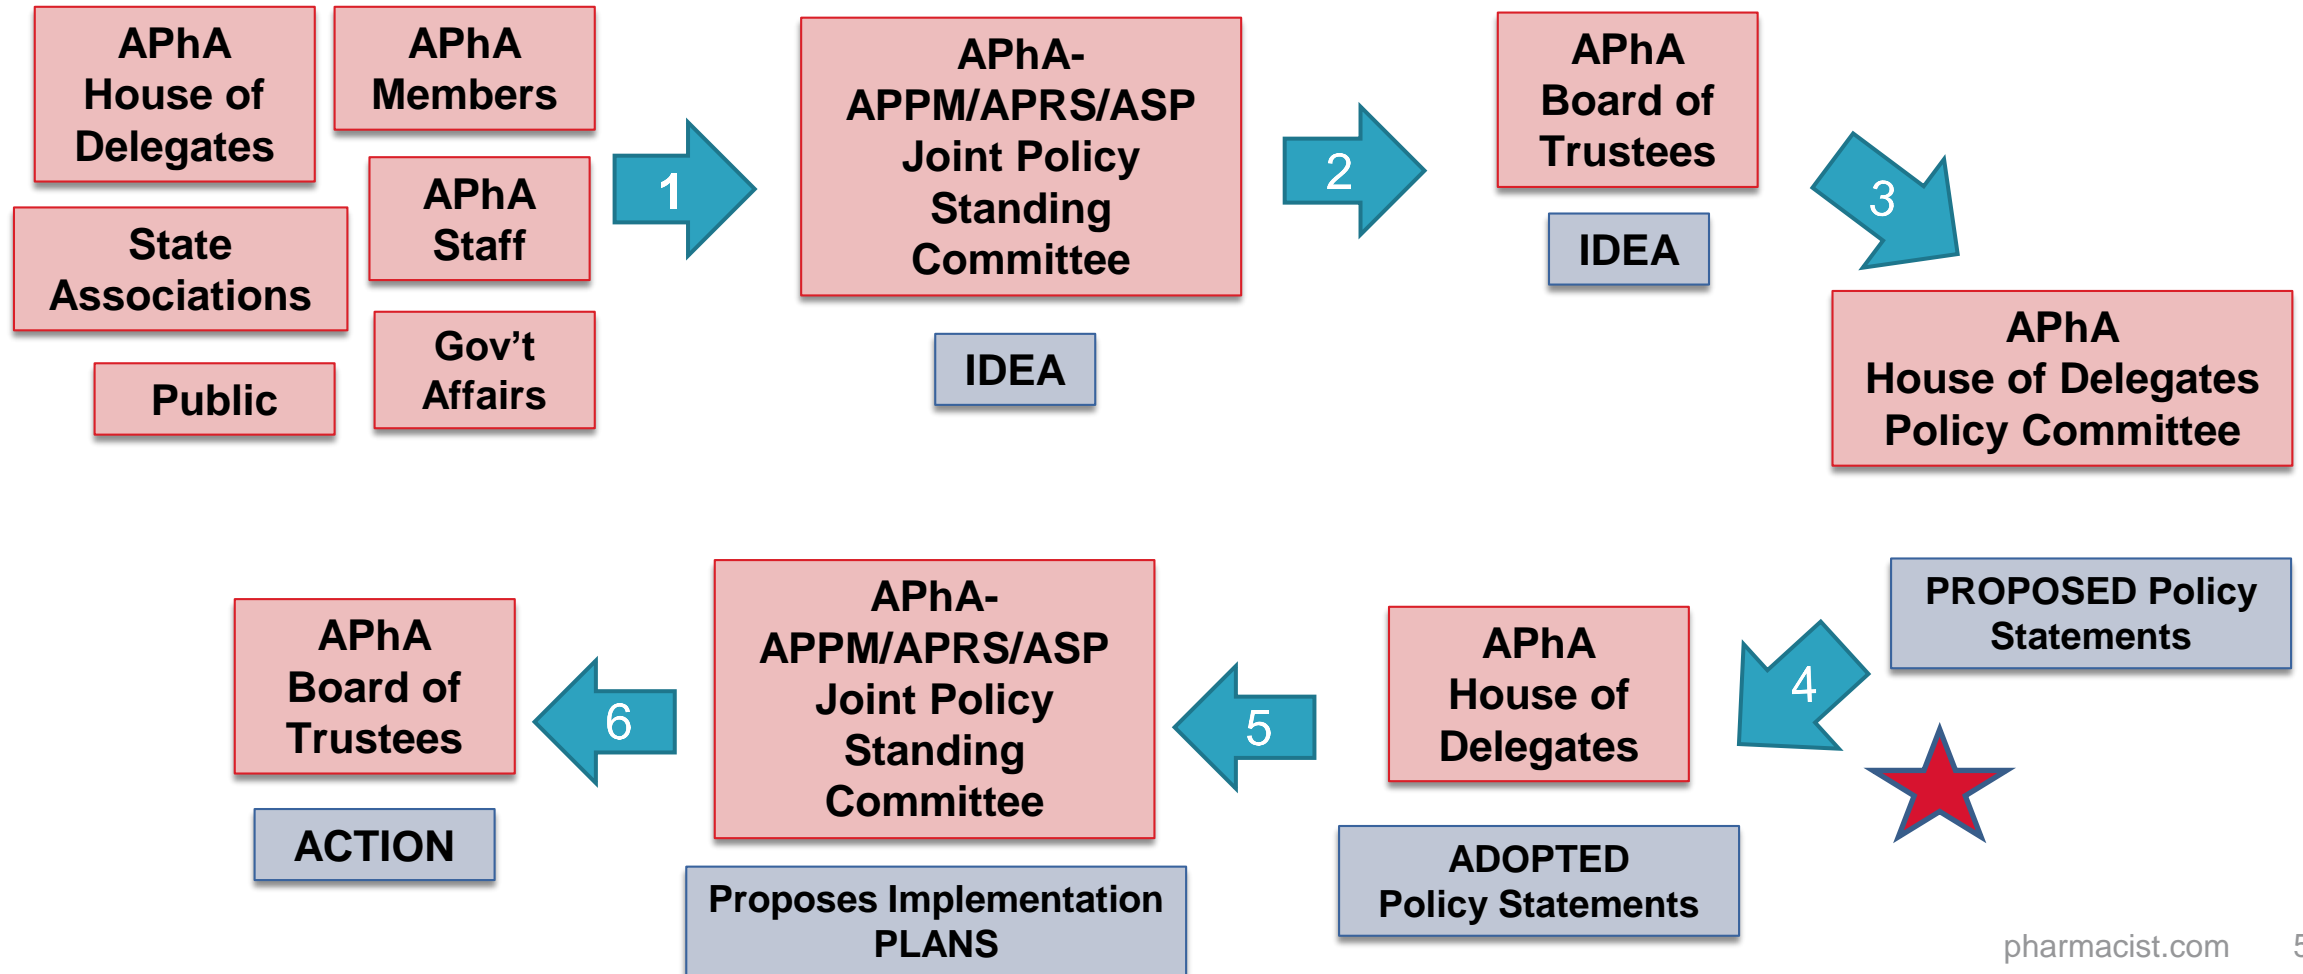 APhA
House of
Delegates
APhA
Members
State
Associations
APhA
Staff
Public
Gov't
Affairs
1
APhA-
APPM/APRS/ASP
Joint Policy
Standing
Committee
IDEA
2
APhA
Board of
Trustees
IDEA
3
APhA
House of Delegates
Policy Committee
PROPOSED Policy
Statements
4
APhA
House of
Delegates
ADOPTED
Policy Statements
5
APhA-
APPM/APRS/ASP
Joint Policy
Standing
Committee
Proposes Implementation
PLANS
6
APhA
Board of
Trustees
ACTION
pharmacist.com 5